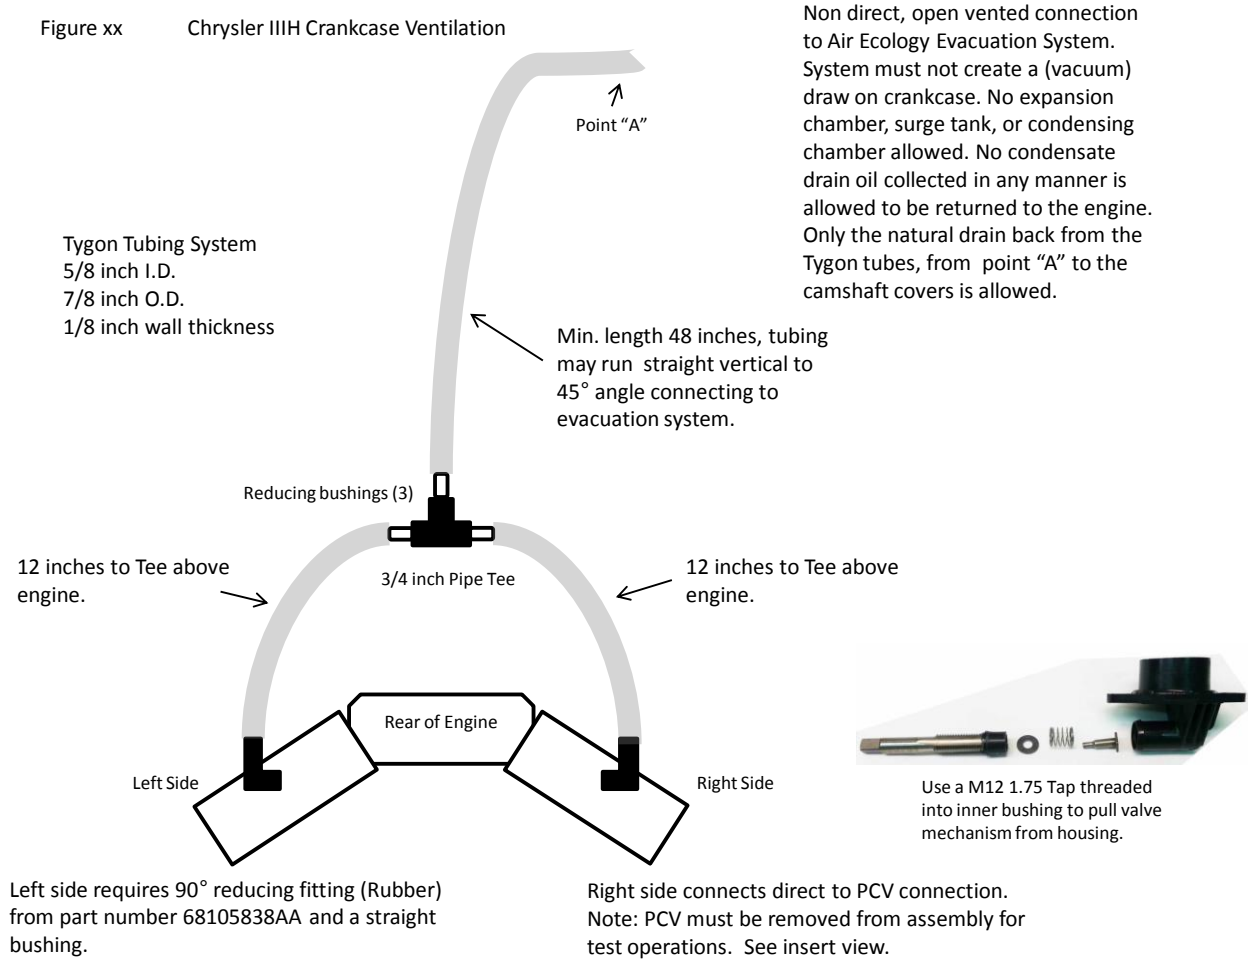 Figure xx Chrysler IIIH Crankcase Ventilation
Non direct, open vented connection
to Air Ecology Evacuation System.
System must not create a (vacuum)
draw on crankcase. No expansion
chamber, surge tank, or condensing
chamber allowed. No condensate
drain oil collected in any manner is
allowed to be returned to the engine.
Only the natural drain back from the
Tygon tubes, from point “A” to the
camshaft covers is allowed.
Point “A”
Tygon Tubing System
5/8 inch I.D.
7/8 inch O.D.
1/8 inch wall thickness
Min. length 48 inches, tubing
may run straight vertical to
45° angle connecting to
evacuation system.
Reducing bushings (3)
3/4 inch Pipe Tee
12 inches to Tee above
engine.
12 inches to Tee above
engine.
Rear of Engine
Left Side
Right Side
Use a M12 1.75 Tap threaded
into inner bushing to pull valve
mechanism from housing.
Left side requires 90° reducing fitting (Rubber)
from part number 68105838AA and a straight
bushing.
Right side connects direct to PCV connection.
Note: PCV must be removed from assembly for
test operations. See insert view.